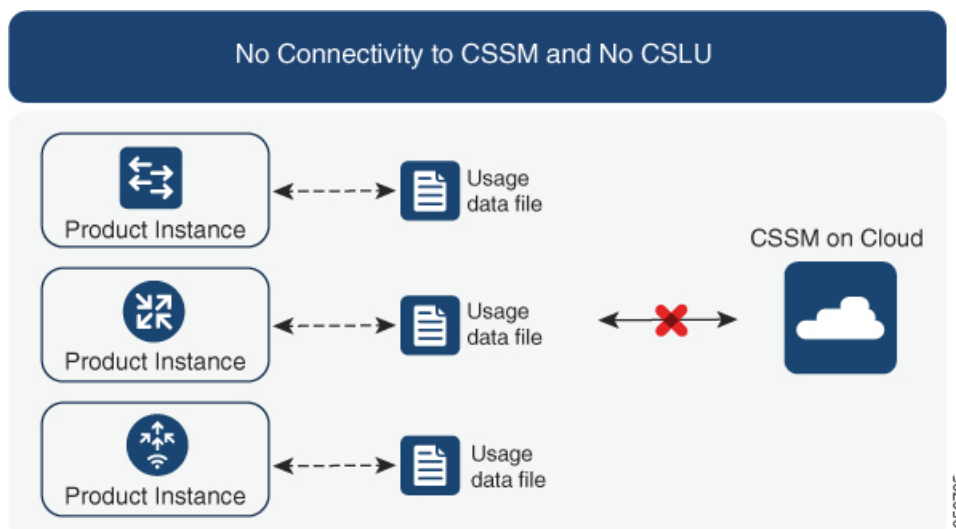 No Connectivity to CSSM and No CSLU
Product Instance
Usage
data file
CSSM on Cloud
Product Instance
Usage
data file
Product Instance
Usage
data file